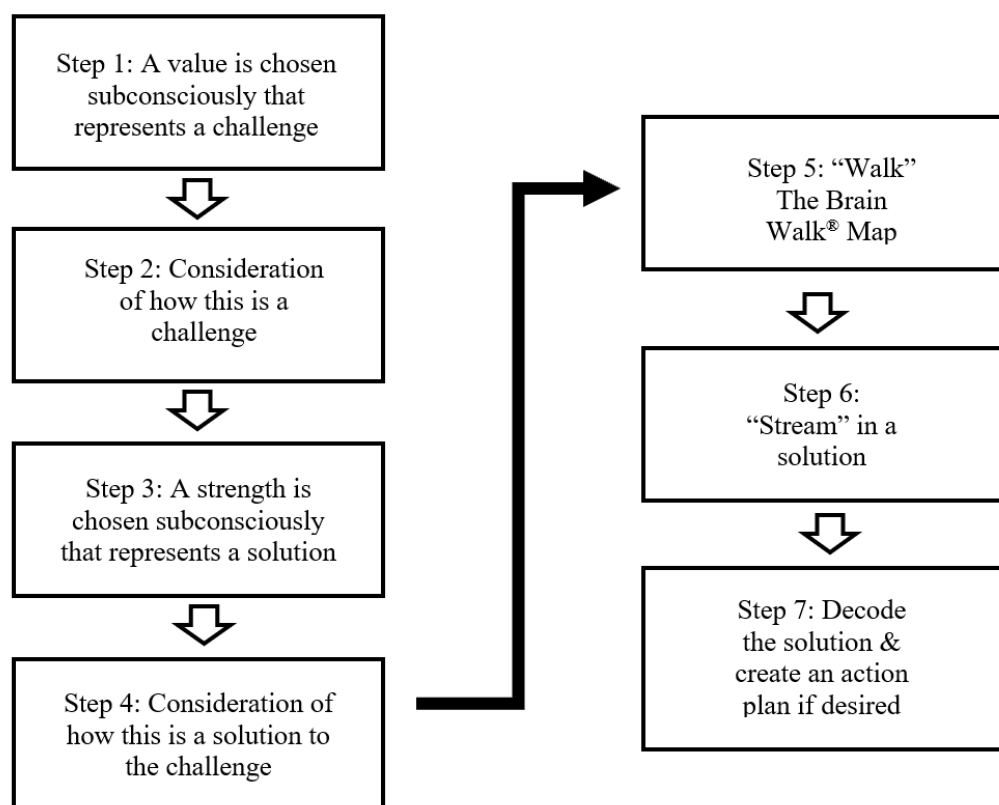 Step 1: A value is chosen
subconsciously that
represents a challenge
Step 2: Consideration
of how this is a
challenge
Step 3: A strength is
chosen subconsciously
that represents a solution
Step 4: Consideration of
how this is a solution to
the challenge
Step 5: “Walk”
The Brain
Walk® Map
Step 6:
“Stream” in a
solution
Step 7: Decode
the solution &
create an action
plan if desired